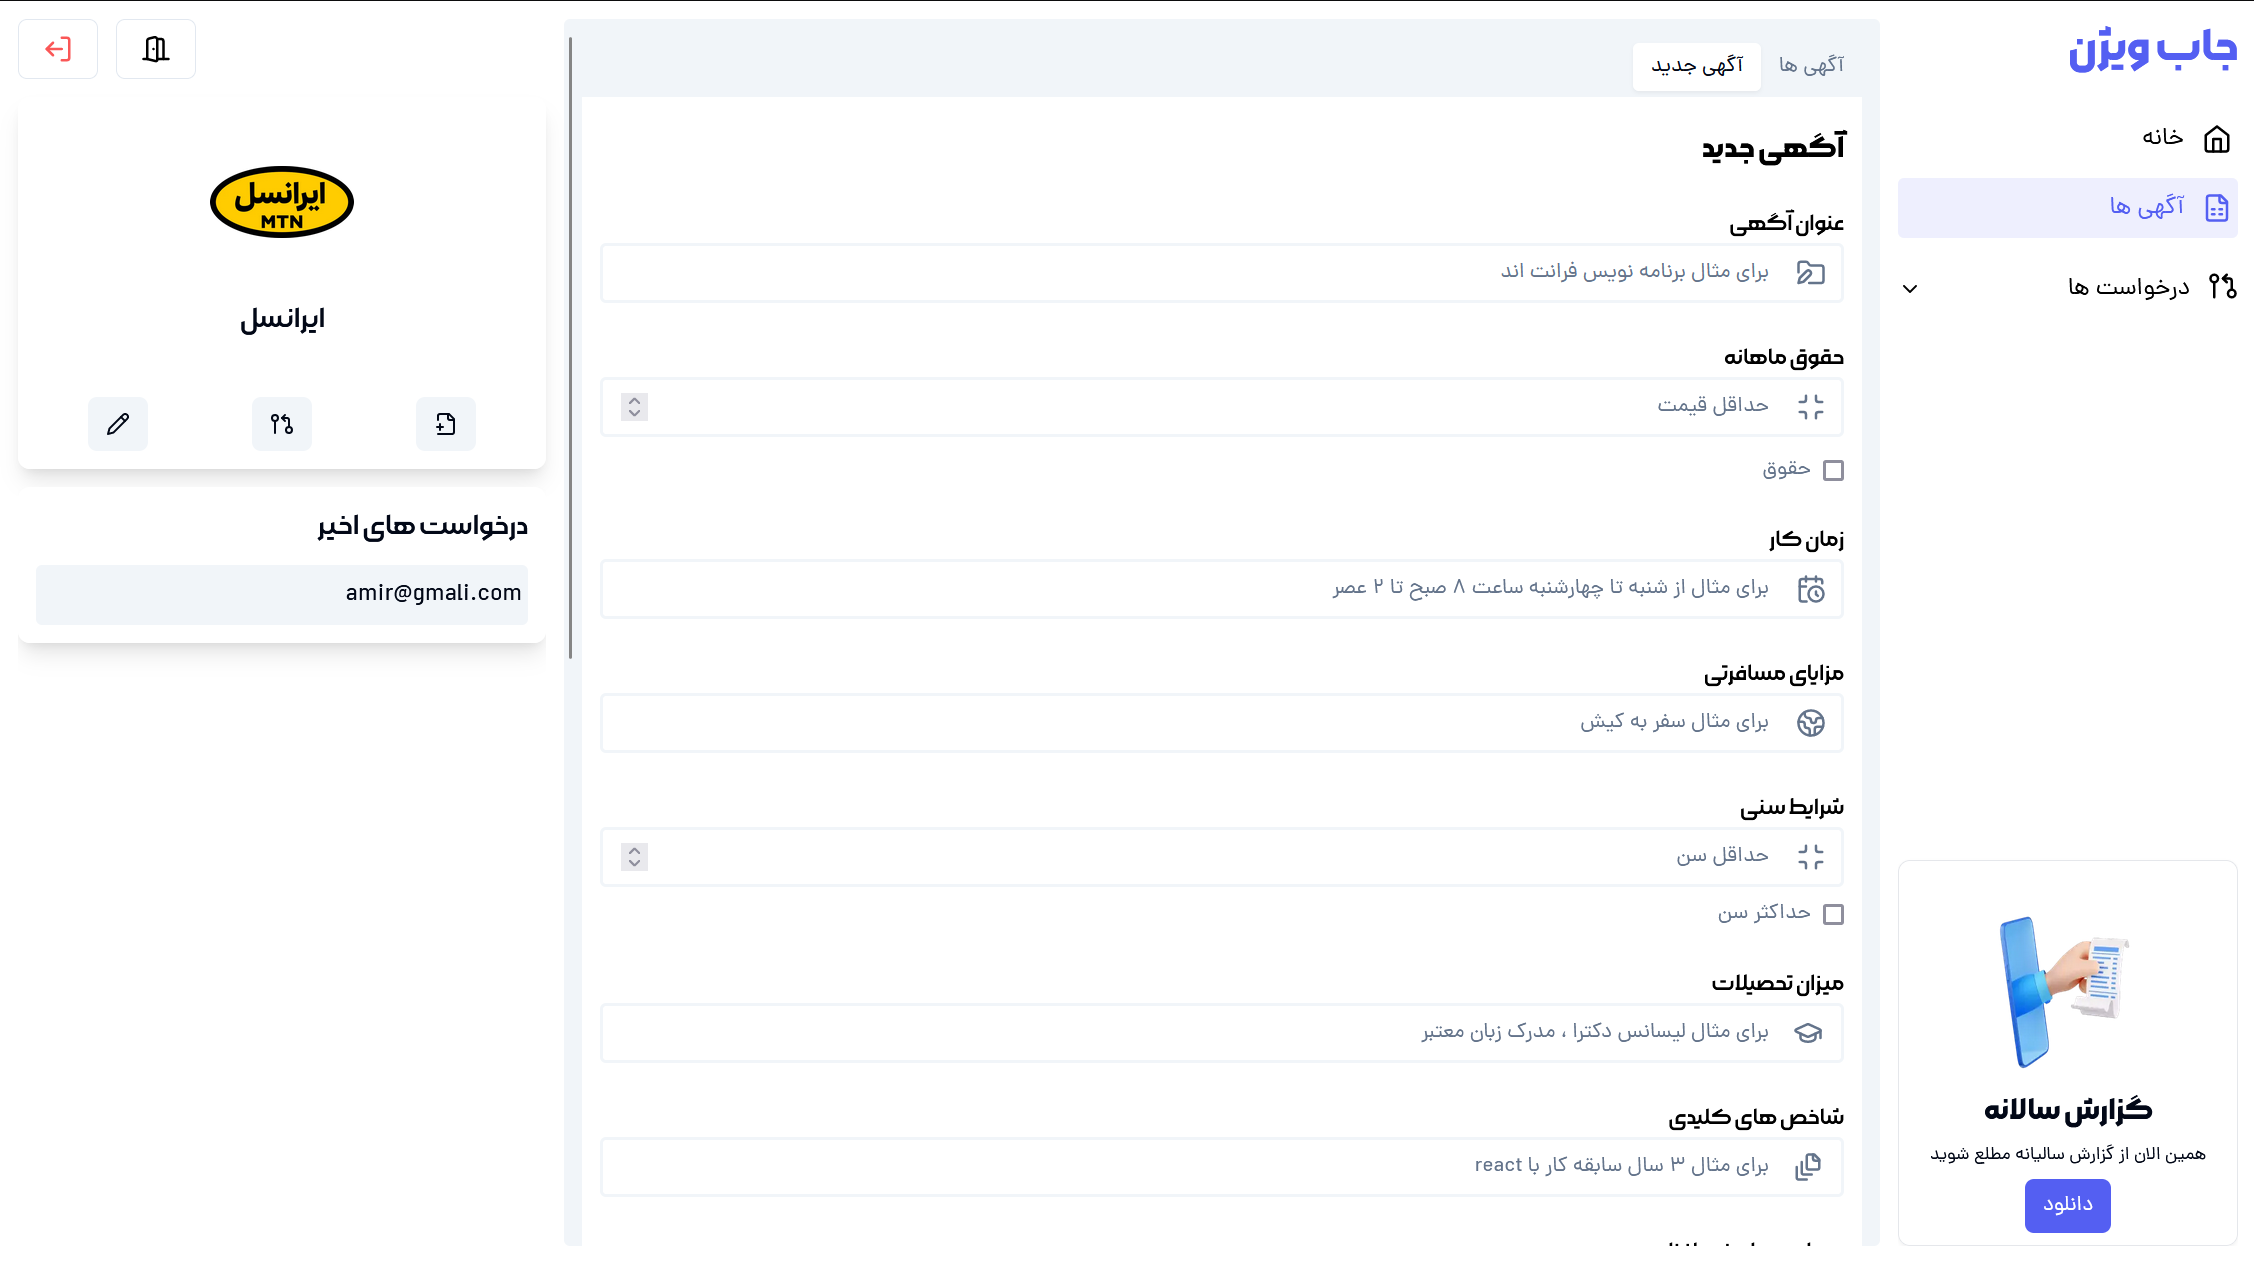 جاب ویژن
خانه
آگهی ها
درخواست ها
گزارش سالانه
همین الان از گزارش سالیانه مطلع شوید
دانلود
آگهی ها
آگهی جدید
آگهی جدید
عنوان آگهی
برای مثال برنامه نویس فرانت اند
حقوق ماهانه
حداقل قیمت
حقوق
زمان کار
برای مثال از شنبه تا چهارشنبه ساعت ۸ صبح تا ۲ عصر
مزایای مسافرتی
برای مثال سفر به کیش
شرایط سنی
حداقل سن
حداکثر سن
میزان تحصیلات
برای مثال لیسانس دکترا ، مدرک زبان معتبر
شاخص های کلیدی
برای مثال ۳ سال سابقه کار با react
ایرانسل
MTN
ایرانسل
درخواست های اخیر
amir@gmali.com